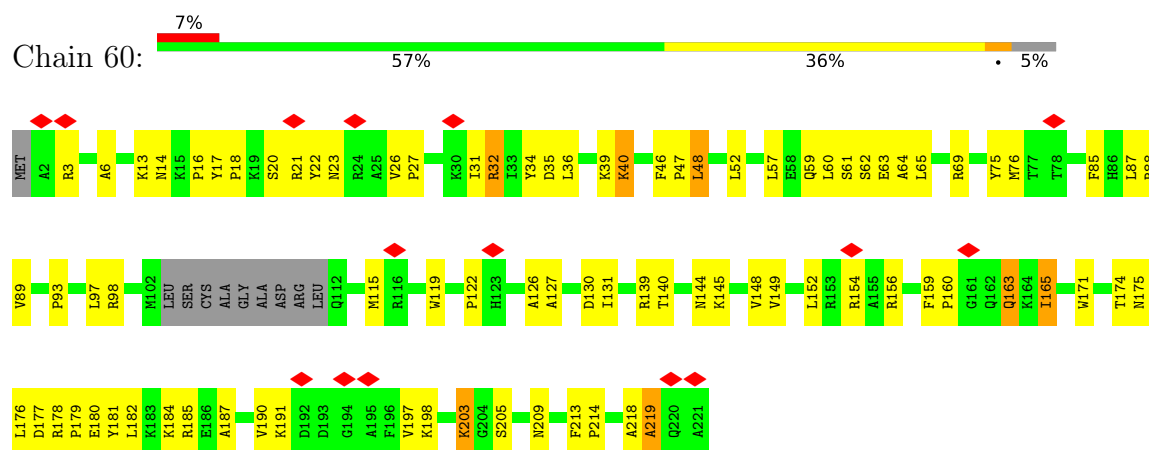 7%
Chain 60:
57% 36% • 5%
MET A2 R3 A6 K13 N14 K15 P16 Y17 P18 K19 S20 R21 Y22 N23 R24 A25 V26 P27 K30 I31 R32 I33 Y34 D35 L36 K39 K40 F46 P47 L48 L52 L57 E58 Q59 L60 S61 S62 E63 A64 L65 R69 Y75 M76 T77 T78 F85 H86 L87
V89 P93 L97 R98 M102 LEU SER CYS ALA GLY ALA ASP ARG LEU Q112 M115 R116 W119 P122 H123 A126 A127 D130 I131 R139 T140 N144 K145 V148 V149 L152 R153 R154 A155 R156 F159 P160 G161 Q162 Q163 K164 I165 W171 T174 N175
L176 D177 R178 P179 E180 Y181 L182 K183 K184 R185 E186 A187 V190 K191 D192 D193 G194 A195 F196 V197 K198 K203 G204 S205 N209 F213 P214 A218 A219 Q220 A221